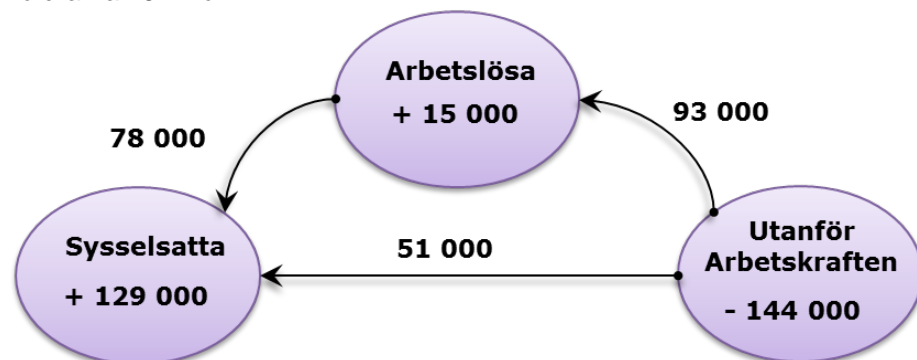 Arbetslösa
+ 15 000
93 000
78 000
Sysselsatta
+ 129 000
51 000
Utanför
Arbetskraften
- 144 000